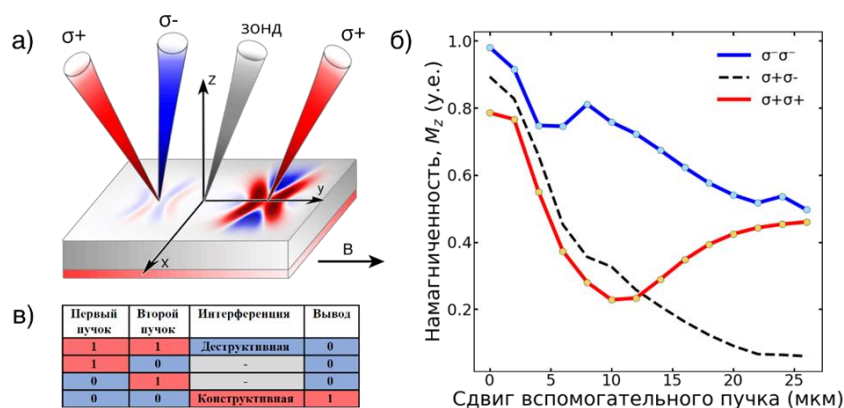 а)
σ+
σ-
зонд
σ+
z
y
x
B
б)
Намагниченность, Mz (у.е.)
1.0
0.8
0.6
0.4
0.2
0
5
10
15
20
25
Сдвиг вспомогательного пучка (мкм)
σ⁻σ⁻
σ+σ-
σ+σ+
в)
Первый пучок Второй пучок Интерференция Вывод
1 1 Деструктивная 0
1 0 - 0
0 1 - 0
0 0 Конструктивная 1